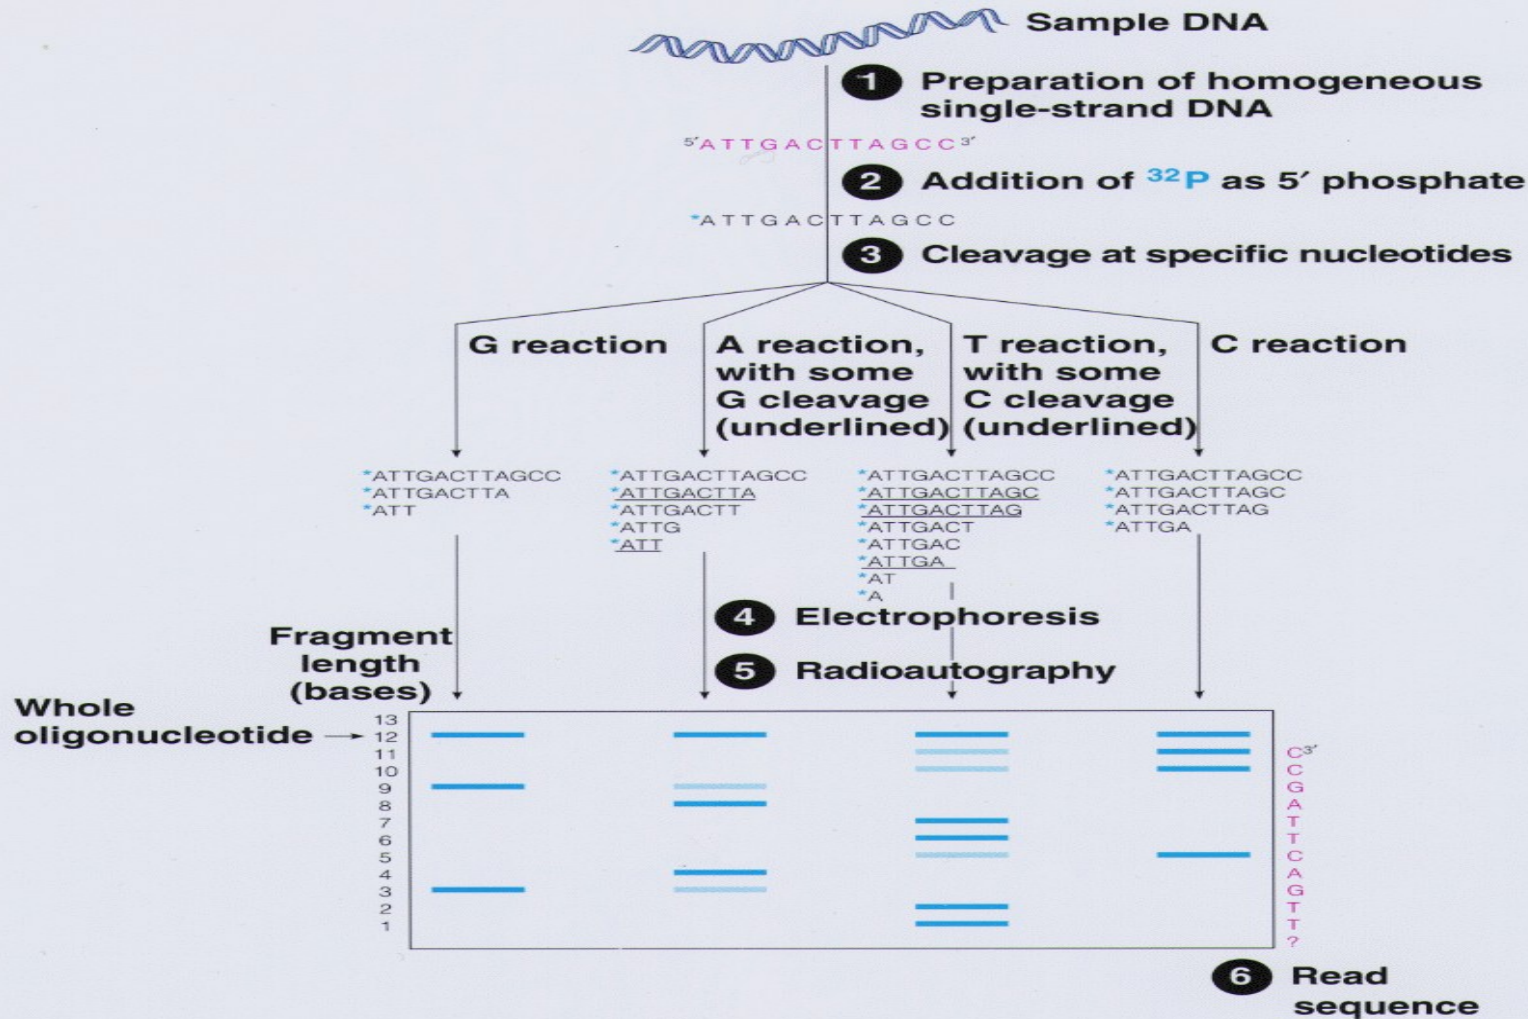 Sample DNA
1 Preparation of homogeneous
single-strand DNA
5′ATTGACTTAGCC3′
2 Addition of 32P as 5′ phosphate
*ATTGACTTAGCC
3 Cleavage at specific nucleotides
G reaction
A reaction,
with some
G cleavage
(underlined)
T reaction,
with some
C cleavage
(underlined)
C reaction
*ATTGACTTAGCC
*ATTGACTTA
*ATT
*ATTGACTTAGCC
*ATTGACTTA
*ATTGACTT
*ATTG
*ATT
*ATTGACTTAGCC
*ATTGACTTAGC
*ATTGACTTAG
*ATTGACT
*ATTGAC
*ATTGA
*AT
*A
*ATTGACTTAGCC
*ATTGACTTAGC
*ATTGACTTAG
*ATTGA
4 Electrophoresis
5 Radioautography
Fragment
length
(bases)
Whole
oligonucleotide
13
12
11
10
9
8
7
6
5
4
3
2
1
C3′
C
G
A
T
T
C
A
G
T
T
?
6 Read
sequence